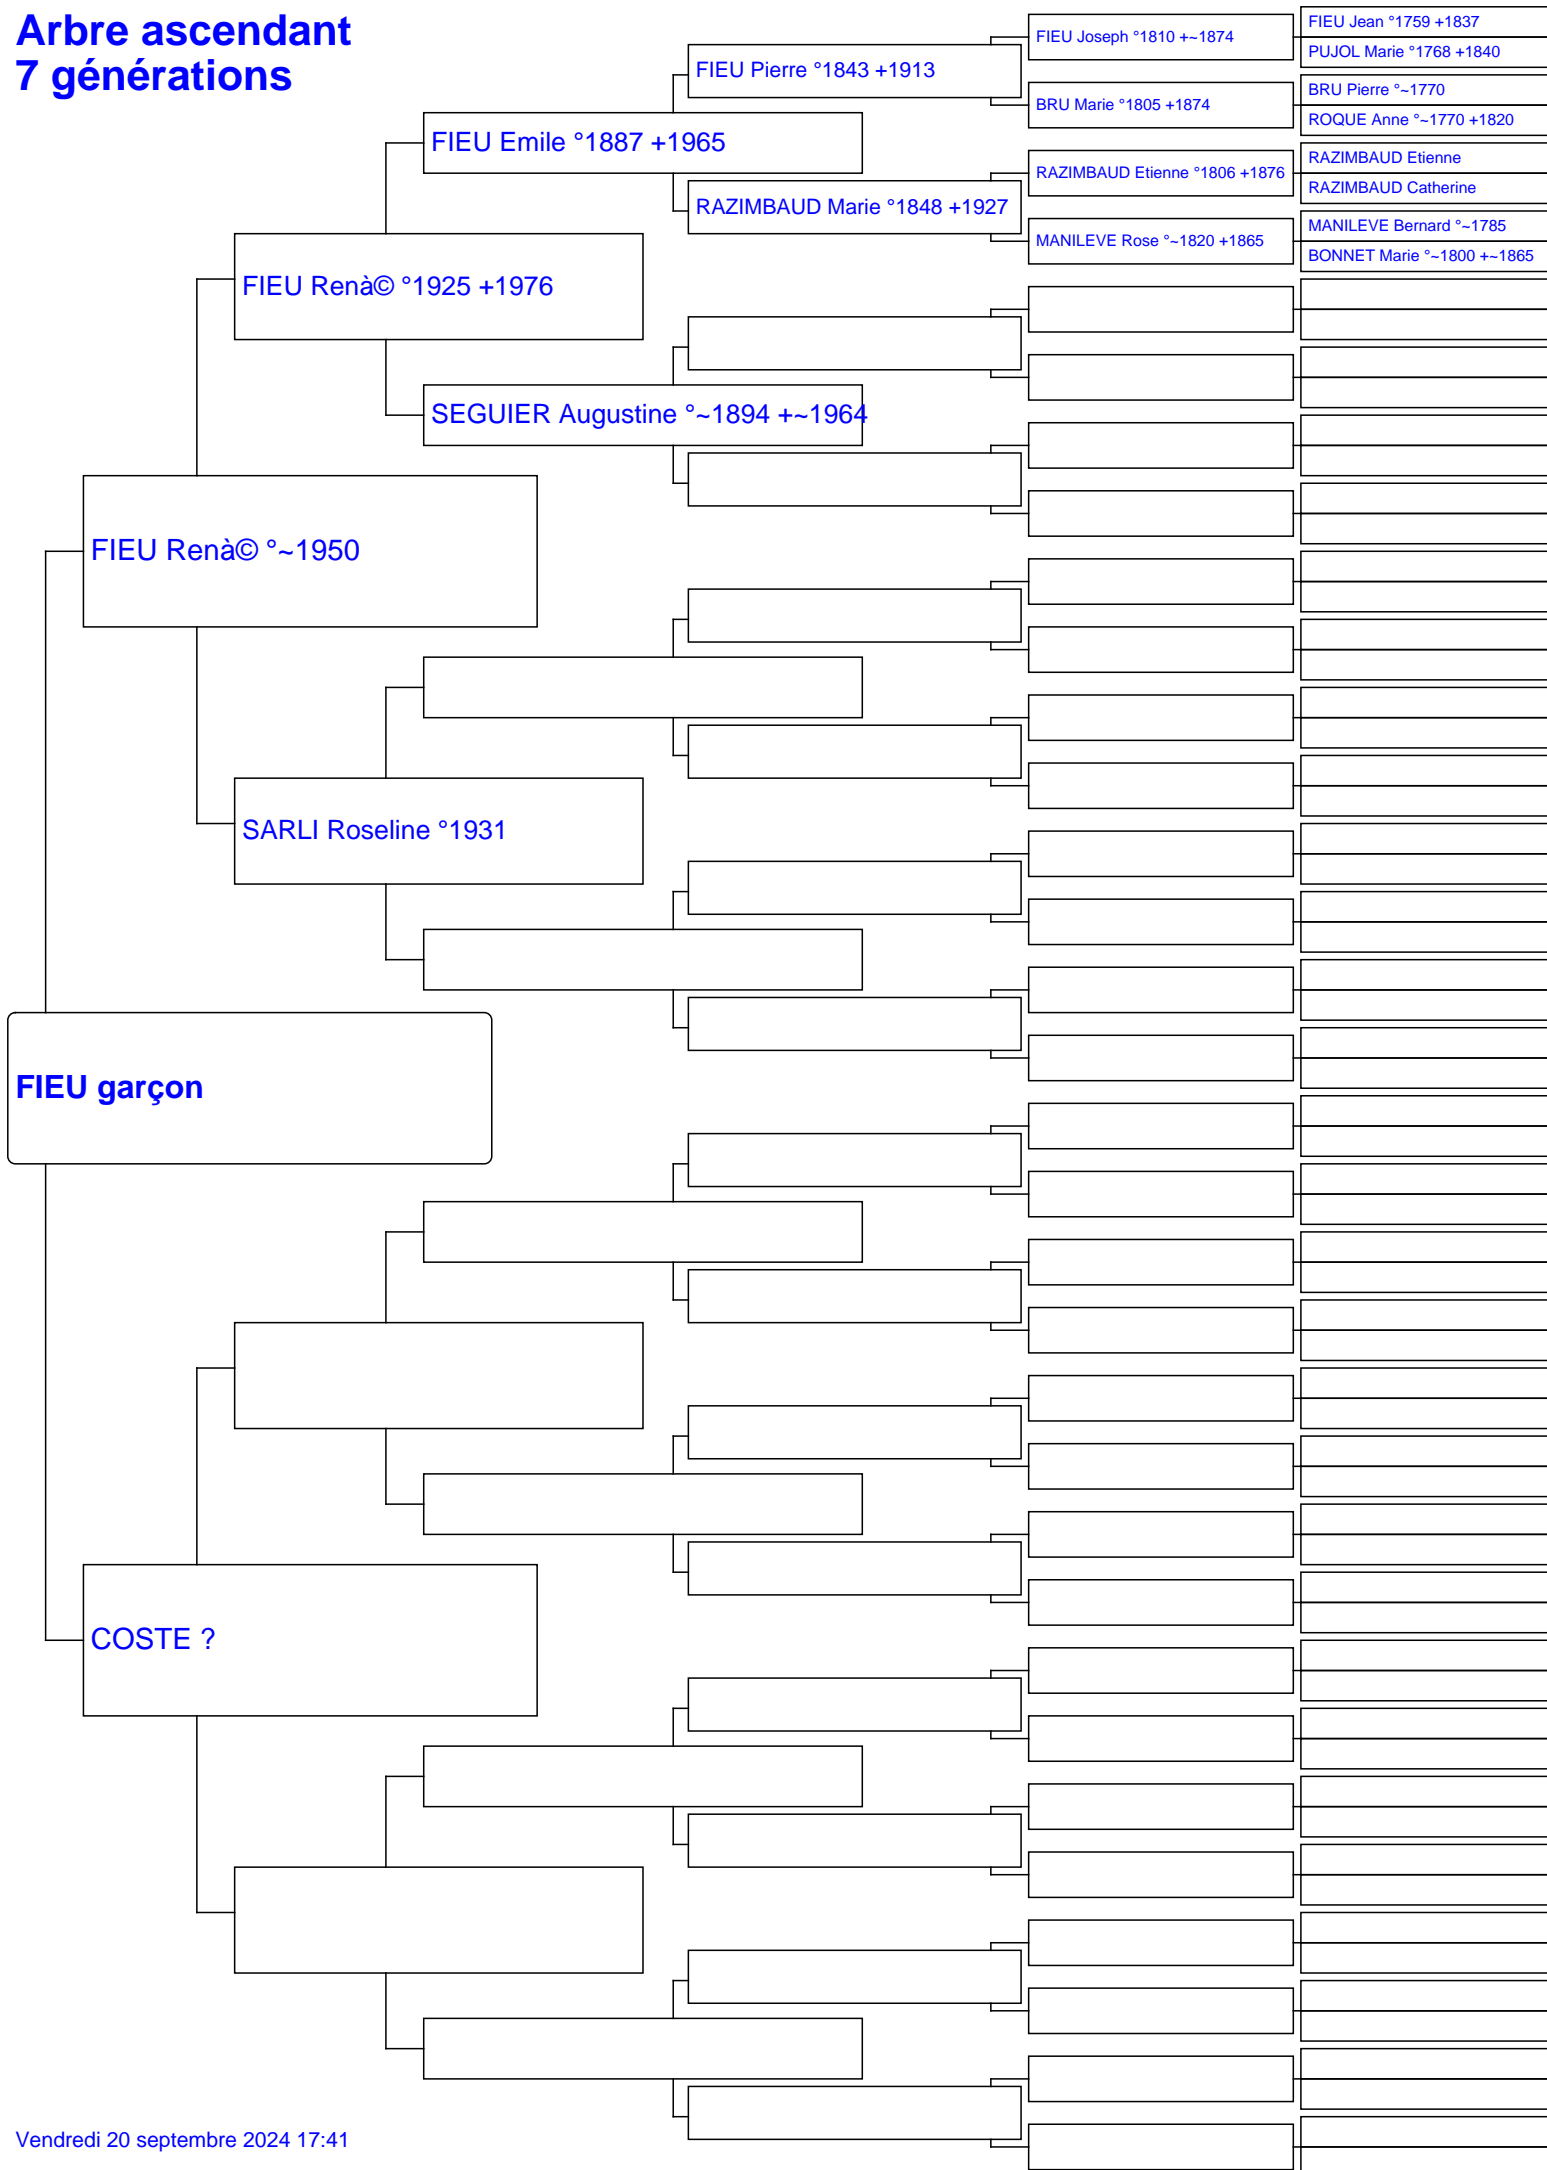 Arbre ascendant
7 générations
FIEU Jean °1759 +1837
FIEU Joseph °1810 +~1874
PUJOL Marie °1768 +1840
FIEU Pierre °1843 +1913
BRU Pierre °~1770
BRU Marie °1805 +1874
ROQUE Anne °~1770 +1820
FIEU Emile °1887 +1965
RAZIMBAUD Etienne
RAZIMBAUD Etienne °1806 +1876
RAZIMBAUD Catherine
RAZIMBAUD Marie °1848 +1927
MANILEVE Bernard °~1785
MANILEVE Rose °~1820 +1865
BONNET Marie °~1800 +~1865
FIEU Renà© °1925 +1976
SEGUIER Augustine °~1894 +~1964
FIEU Renà© °~1950
SARLI Roseline °1931
FIEU garçon
COSTE ?
Vendredi 20 septembre 2024 17:41